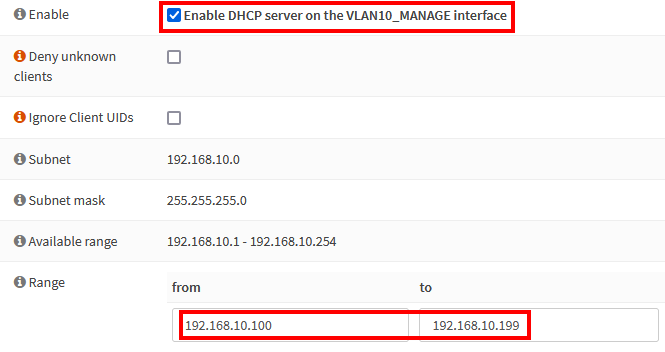 Enable
Enable DHCP server on the VLAN10_MANAGE interface
Deny unknown
clients
Ignore Client UIDs
Subnet
192.168.10.0
Subnet mask
255.255.255.0
Available range
192.168.10.1 - 192.168.10.254
Range
from
to
192.168.10.100
192.168.10.199